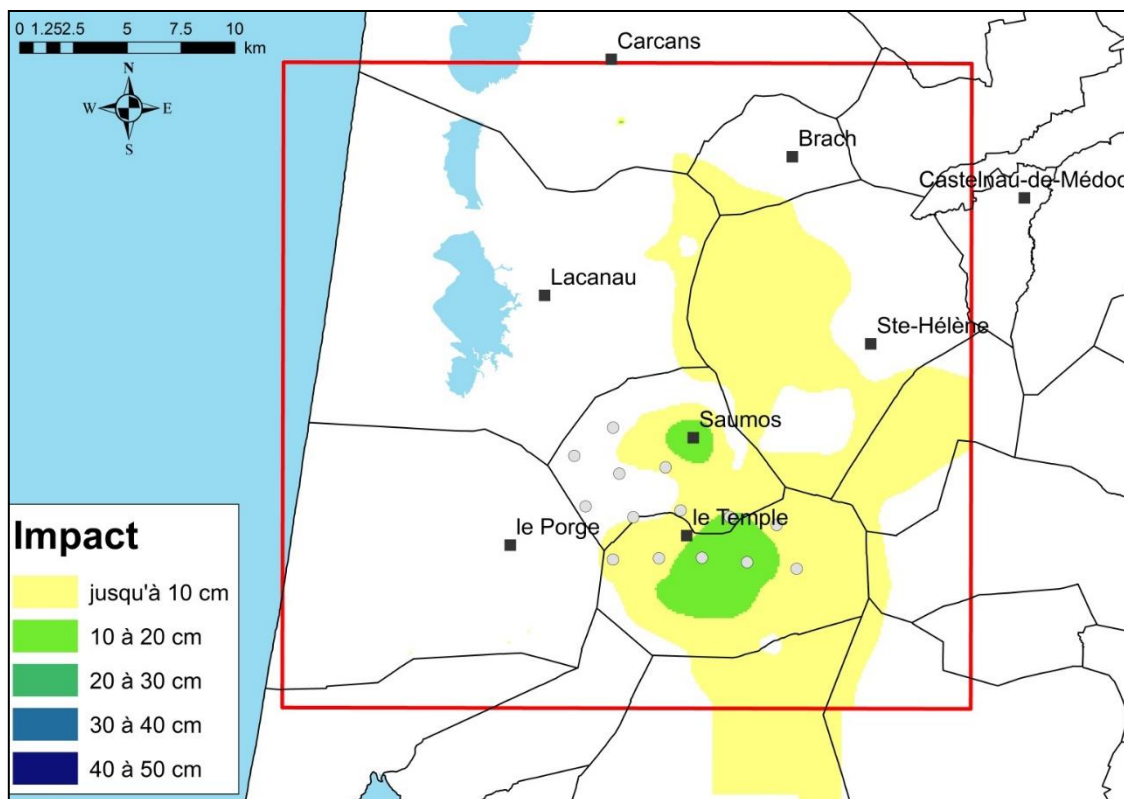 0 1.252.5 5 7.5 10
km
N
W E
S
Carcans
Brach
Castelnau-de-Médoc
Lacanau
Ste-Hélène
Saumos
le Porge
le Temple
Impact
jusqu'à 10 cm
10 à 20 cm
20 à 30 cm
30 à 40 cm
40 à 50 cm